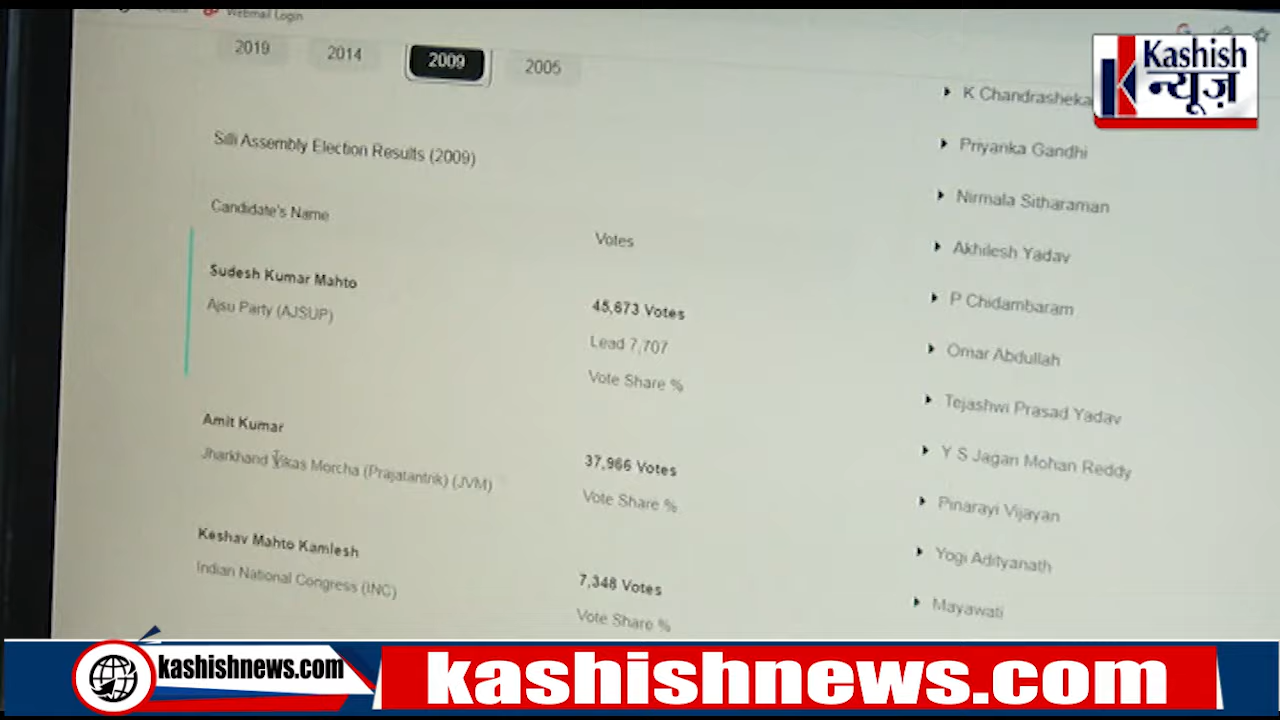 Webmail Login
2019
2014
2009
2005
Silli Assembly Election Results (2009)
Candidate's Name
Votes
Sudesh Kumar Mahto
Ajsu Party (AJSUP)
45,673 Votes
Lead 7,707
Vote Share %
Amit Kumar
Jharkhand Vikas Morcha (Prajatantrik) (JVM)
37,966 Votes
Vote Share %
Keshav Mahto Kamlesh
Indian National Congress (INC)
7,348 Votes
Vote Share %
K Chandrasheka
Priyanka Gandhi
Nirmala Sitharaman
Akhilesh Yadav
P Chidambaram
Omar Abdullah
Tejashwi Prasad Yadav
Y S Jagan Mohan Reddy
Pinarayi Vijayan
Yogi Adityanath
Mayawati
Kashish
न्यूज़
kashishnews.com
kashishnews.com